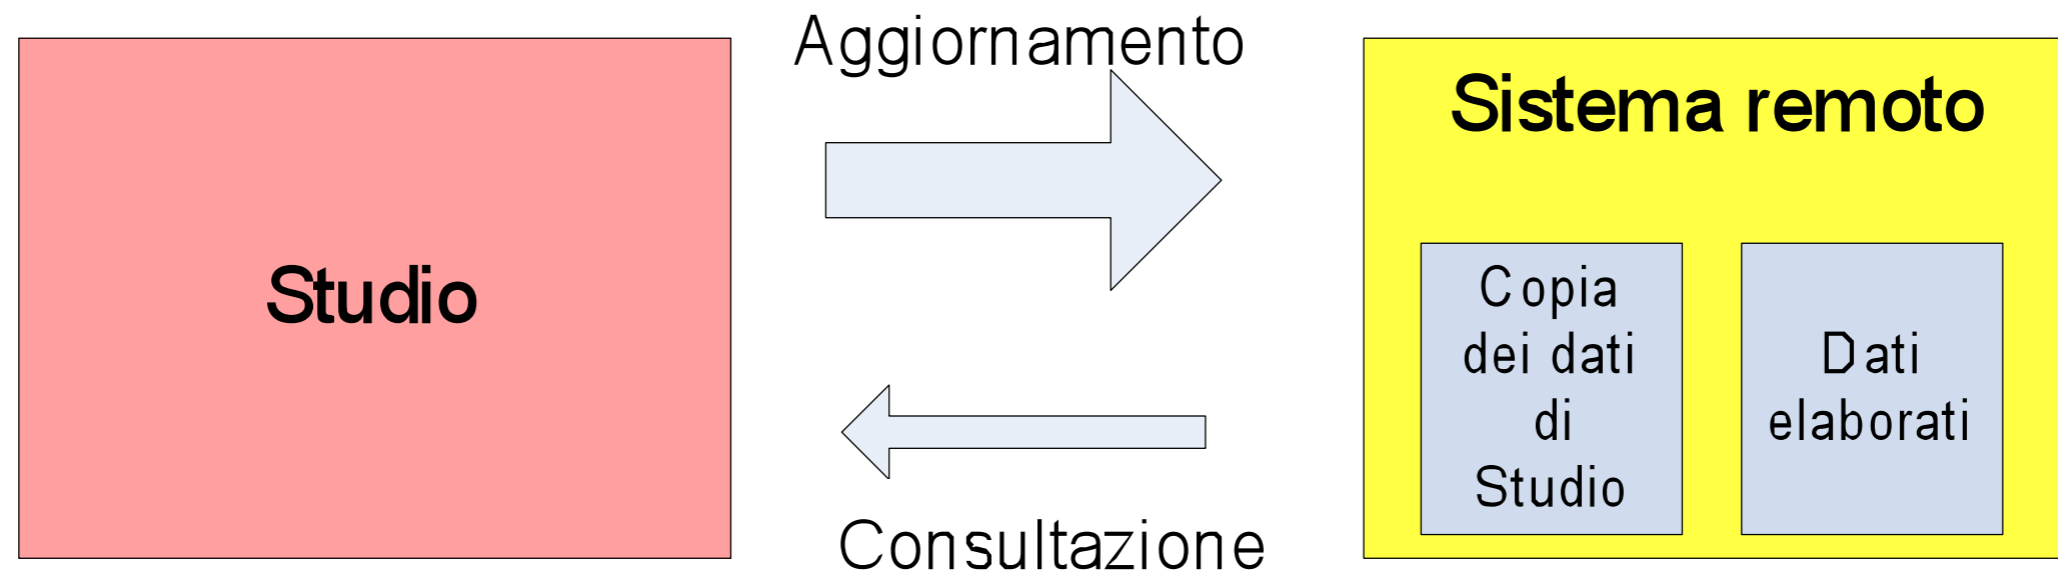 Studio
Aggiornamento
Consultazione
Sistema remoto
Copia
dei dati
di
Studio
Dati
elaborati